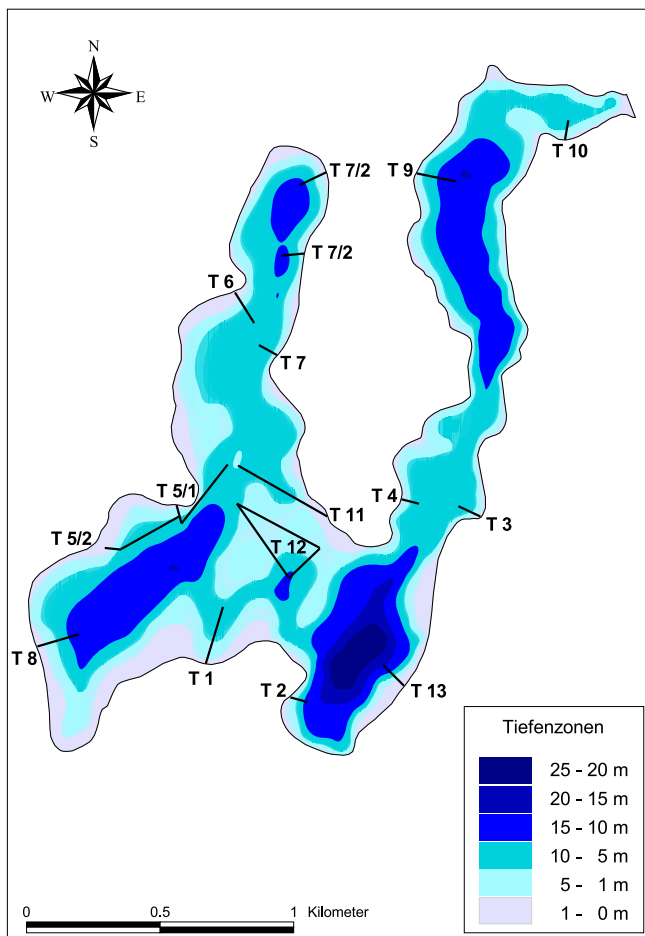 N
W E
S
T 10
T 9
T 7/2
T 7/2
T 6
T 7
T 5/1
T 4
T 3
T 11
T 5/2
T 12
T 8
T 1
T 2
T 13
Tiefenzonen
25 - 20 m
20 - 15 m
15 - 10 m
10 - 5 m
5 - 1 m
1 - 0 m
0 0.5 1 Kilometer